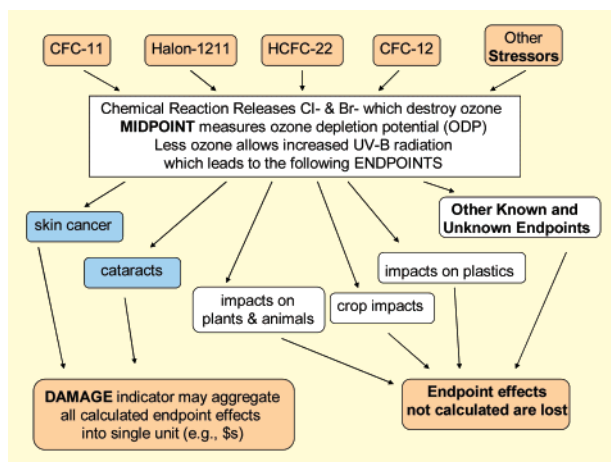 CFC-11
Halon-1211
HCFC-22
CFC-12
Other
Stressors
Chemical Reaction Releases Cl- & Br- which destroy ozone
MIDPOINT measures ozone depletion potential (ODP)
Less ozone allows increased UV-B radiation
which leads to the following ENDPOINTS
skin cancer
cataracts
impacts on
plants & animals
crop impacts
impacts on plastics
Other Known and
Unknown Endpoints
DAMAGE indicator may aggregate
all calculated endpoint effects
into single unit (e.g., $s)
Endpoint effects
not calculated are lost